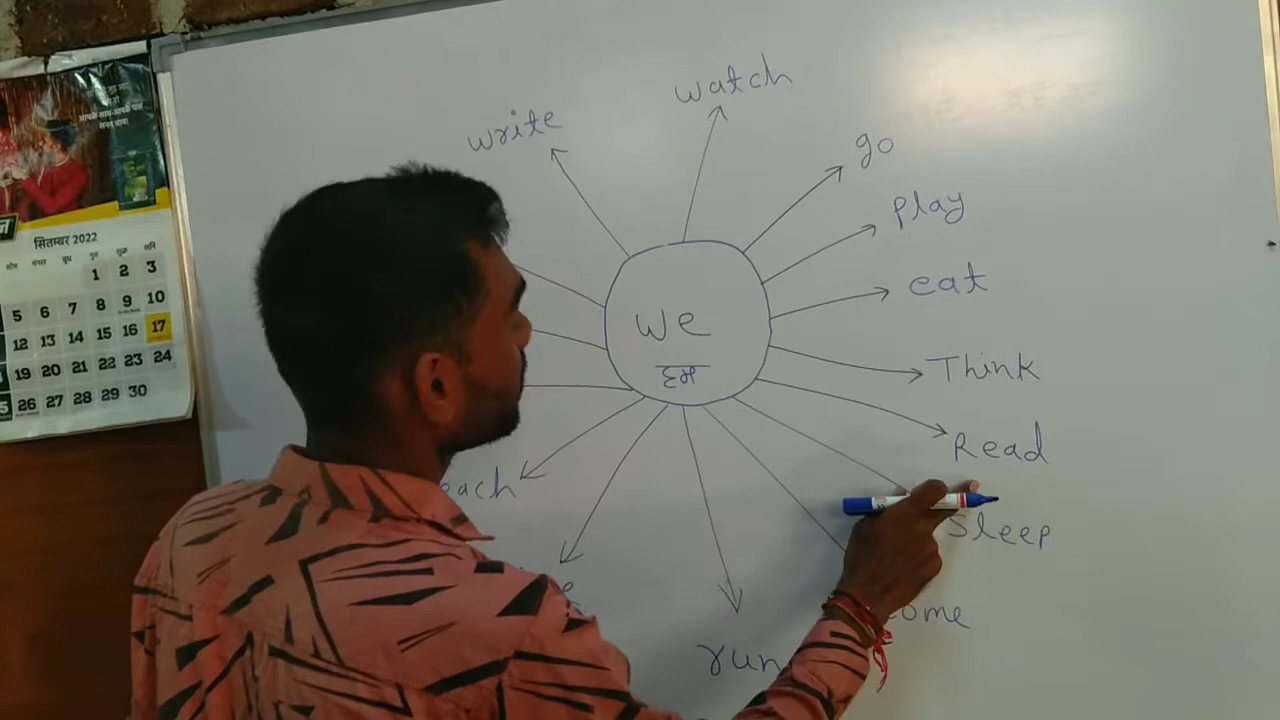 watch
write
go
play
eat
we
हम
Think
Read
Sleep
run
सितम्बर 2022
सोम मंगल बुध गुरु शुक्र शनि
1 2 3
5 6 7 8 9 10
12 13 14 15 16 17
19 20 21 22 23 24
26 27 28 29 30